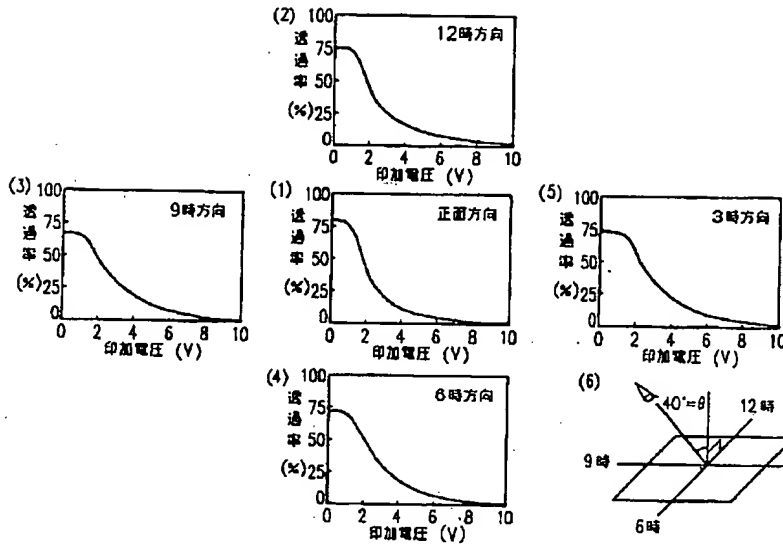 (2)
12時方向
透過率(%)
100
75
50
25
0
0 2 4 6 8 10
印加電圧 (V)
(3)
9時方向
透過率(%)
100
75
50
25
0
0 2 4 6 8 10
印加電圧 (V)
(1)
正面方向
透過率(%)
100
75
50
25
0
0 2 4 6 8 10
印加電圧 (V)
(5)
3時方向
透過率(%)
100
75
50
25
0
0 2 4 6 8 10
印加電圧 (V)
(4)
6時方向
透過率(%)
100
75
50
25
0
0 2 4 6 8 10
印加電圧 (V)
(6)
40°=θ
12時
9時
6時